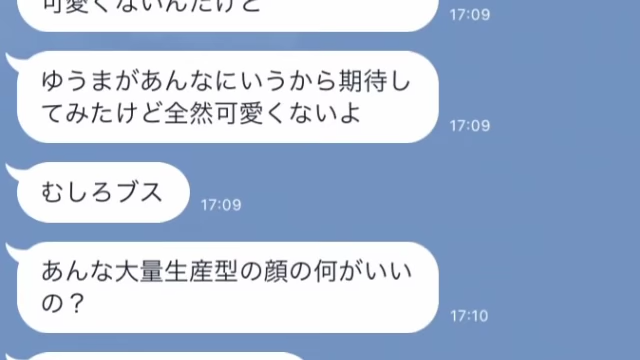 可愛くないんだけど
17:09
ゆうまがあんなにいうから期待し
てみたけど全然可愛くないよ
17:09
むしろブス
17:09
あんな大量生産型の顔の何がいい
の？
17:10